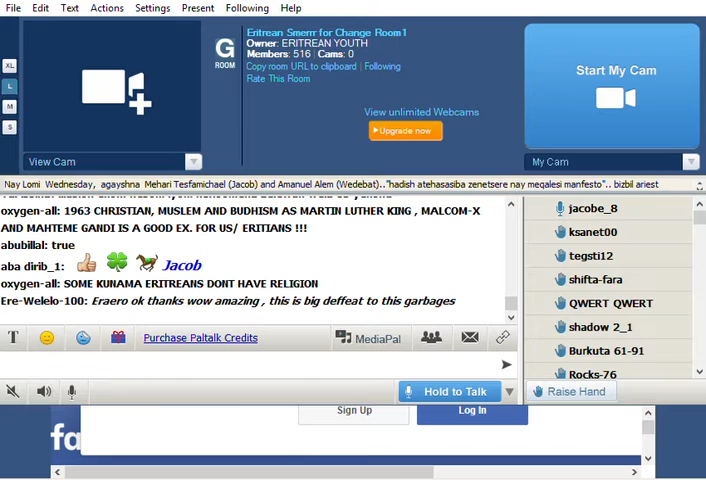 File Edit Text Actions Settings Present Following Help
Eritrean Smerrr for Change Room1
Owner: ERITREAN YOUTH
Members: 516 | Cams: 0
Copy room URL to clipboard | Following
Rate This Room
G
ROOM
View unlimited Webcams
Upgrade now
Start My Cam
XL
L
M
S
View Cam
My Cam
Nay Lomi Wednesday, agayshna Mehari Tesfamichael (Jacob) and Amanuel Alem (Wedebat).."hadish atehasasiba zenetsere nay meqalesi manfesto".. bizbil ariest
oxygen-all: 1963 CHRISTIAN, MUSLEM AND BUDHISM AS MARTIN LUTHER KING , MALCOM-X
AND MAHTEME GANDI IS A GOOD EX. FOR US/ ERITIANS !!!
abubillal: true
aba dirib_1: Jacob
oxygen-all: SOME KUNAMA ERITREANS DONT HAVE RELIGION
Ere-Welelo-100: Eraero ok thanks wow amazing , this is big deffeat to this garbages
jacobe_8
ksanet00
tegsti12
shifta-fara
QWERT QWERT
shadow 2_1
Burkuta 61-91
Rocks-76
T Purchase Paltalk Credits MediaPal
Hold to Talk
Raise Hand
Sign Up Log In
fa